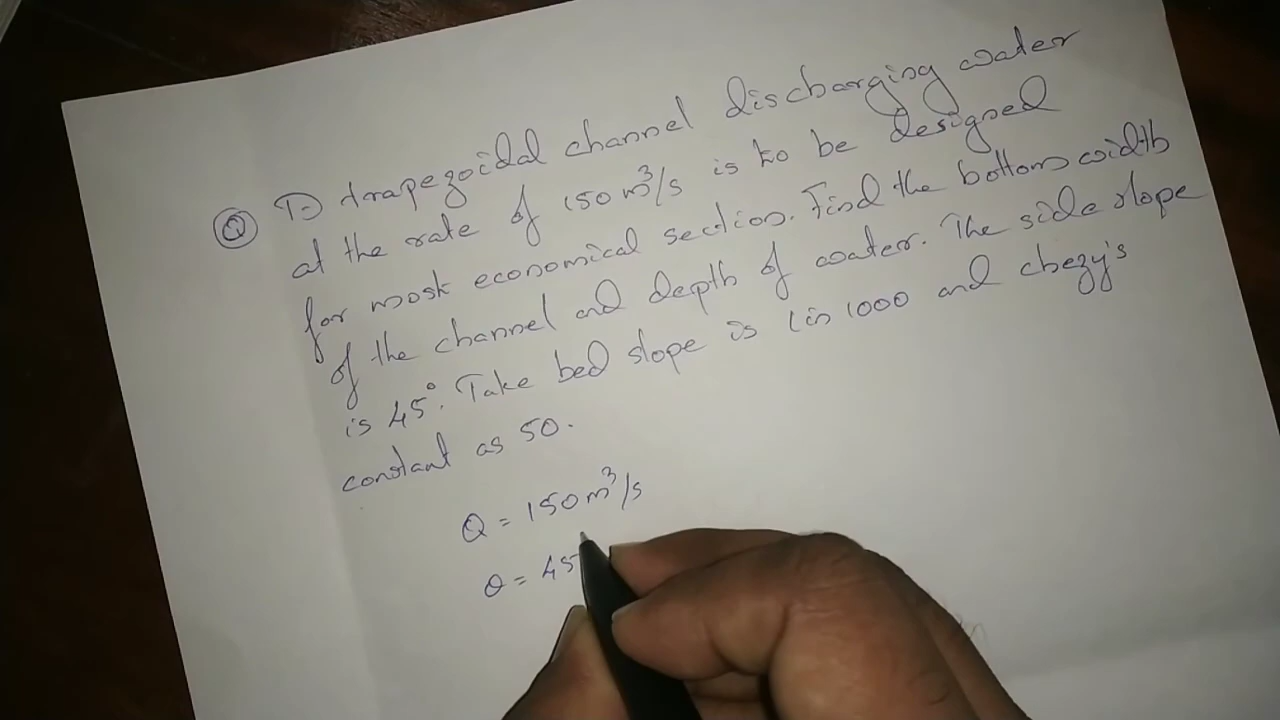 Q A trapezoidal channel discharging water
at the rate of 150 m³/s is to be designed
for most economical section. Find the bottom width
of the channel and depth of water. The side slope
is 45°. Take bed slope is 1 in 1000 and chezy's
constant as 50.
Q = 150 m³/s
θ = 45